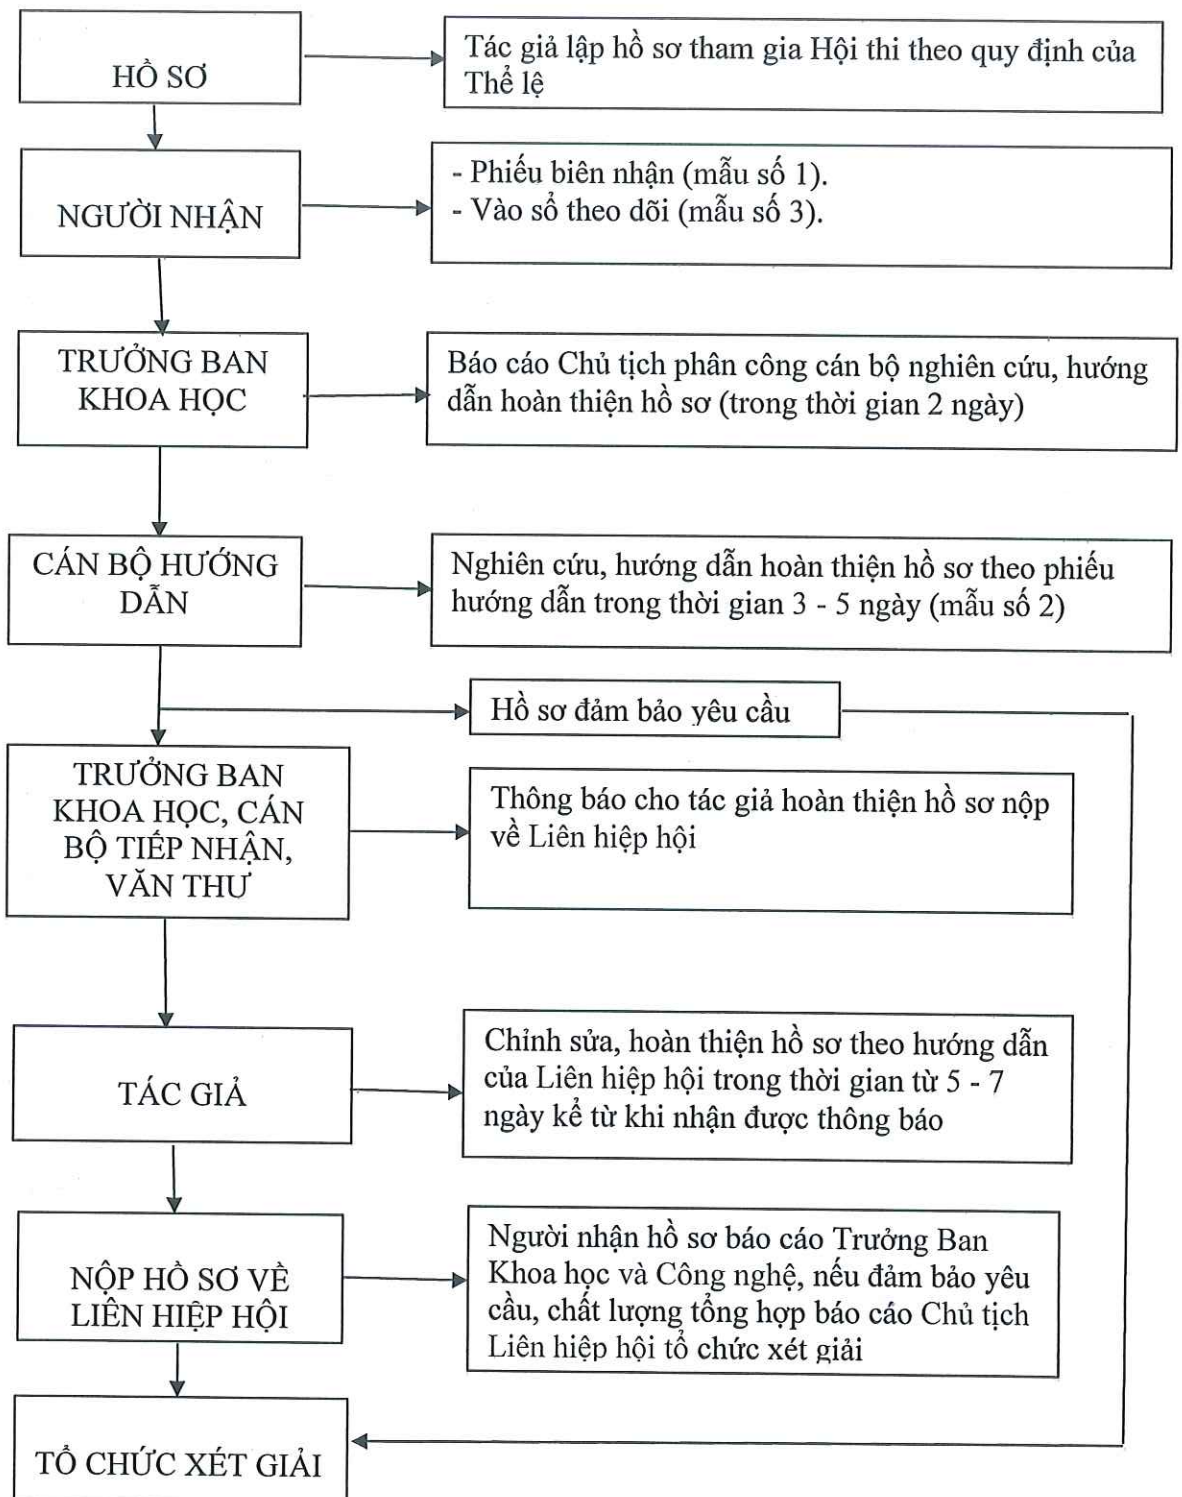 HỒ SƠ
Tác giả lập hồ sơ tham gia Hội thi theo quy định của
Thể lệ
NGƯỜI NHẬN
- Phiếu biên nhận (mẫu số 1).
- Vào sổ theo dõi (mẫu số 3).
TRƯỞNG BAN
KHOA HỌC
Báo cáo Chủ tịch phân công cán bộ nghiên cứu, hướng
dẫn hoàn thiện hồ sơ (trong thời gian 2 ngày)
CÁN BỘ HƯỚNG
DẪN
Nghiên cứu, hướng dẫn hoàn thiện hồ sơ theo phiếu
hướng dẫn trong thời gian 3 - 5 ngày (mẫu số 2)
Hồ sơ đảm bảo yêu cầu
TRƯỞNG BAN
KHOA HỌC, CÁN
BỘ TIẾP NHẬN,
VĂN THƯ
Thông báo cho tác giả hoàn thiện hồ sơ nộp
về Liên hiệp hội
TÁC GIẢ
Chỉnh sửa, hoàn thiện hồ sơ theo hướng dẫn
của Liên hiệp hội trong thời gian từ 5 - 7
ngày kể từ khi nhận được thông báo
NỘP HỒ SƠ VỀ
LIÊN HIỆP HỘI
Người nhận hồ sơ báo cáo Trưởng Ban
Khoa học và Công nghệ, nếu đảm bảo yêu
cầu, chất lượng tổng hợp báo cáo Chủ tịch
Liên hiệp hội tổ chức xét giải
TỔ CHỨC XÉT GIẢI